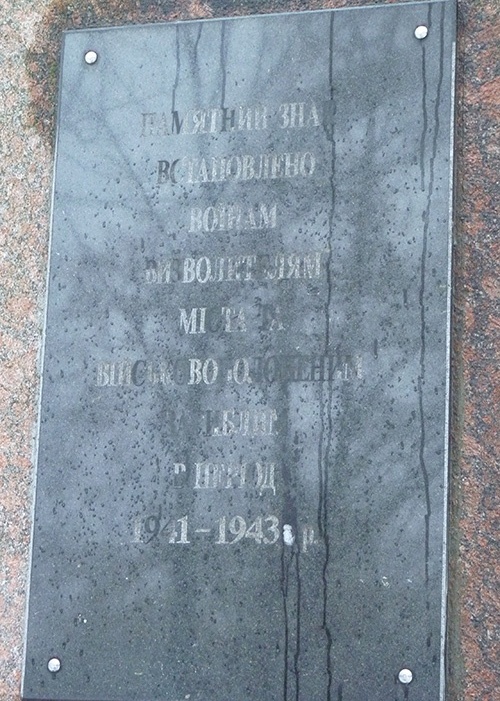 ПАМЯТНИЙ ЗНАК
ВСТАНОВЛЕНО
ВОЇНАМ
ВИЗВОЛИТЕЛЯМ
МІСТА ТА
ВІЙСЬКОВОПОЛОНЕНИМ
В ПЕРІОД
1941-1943 р.